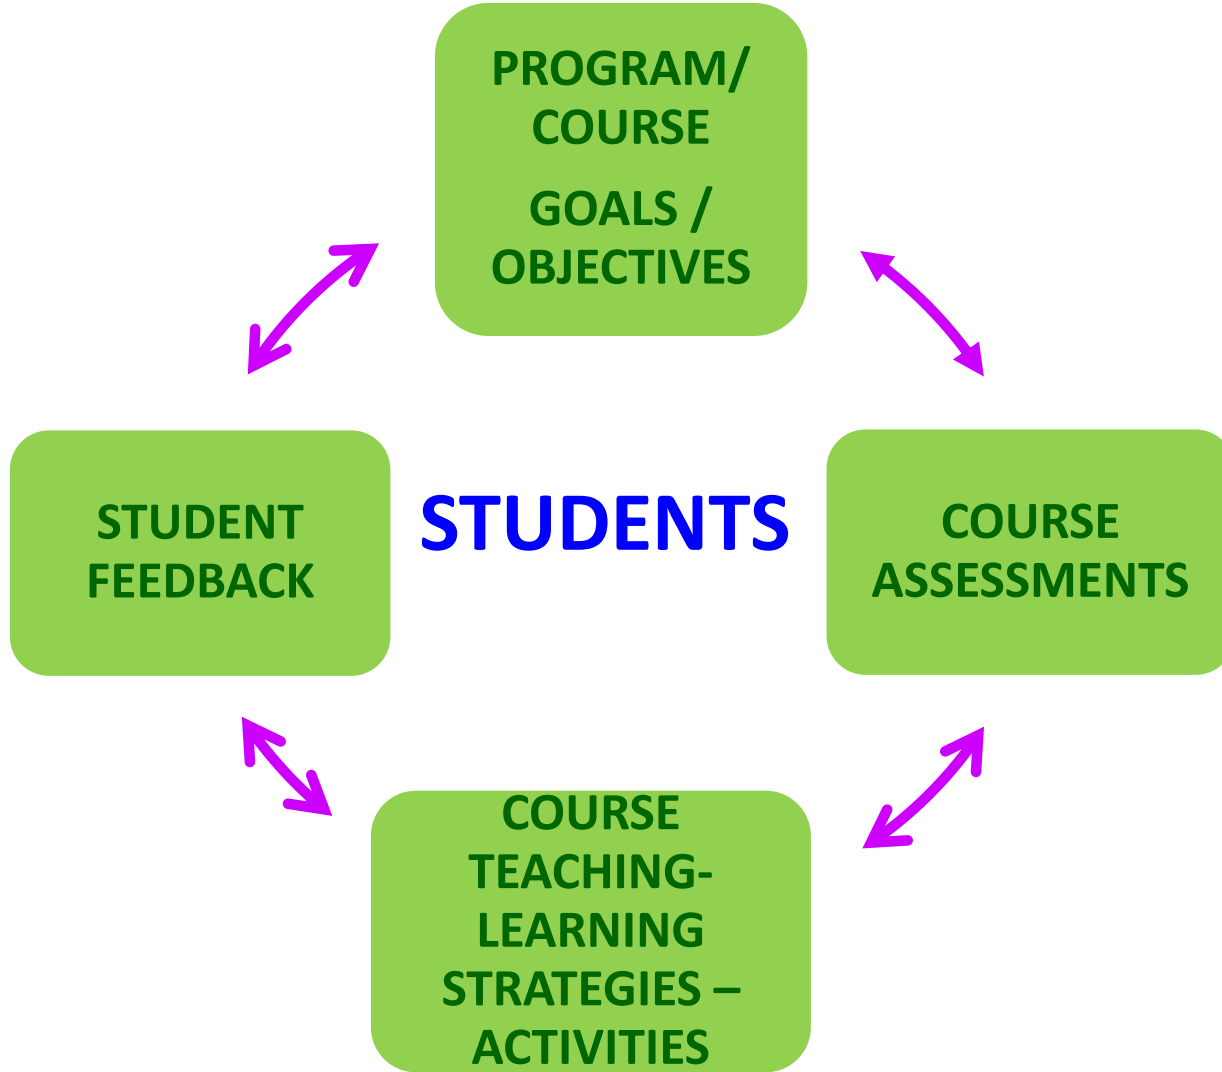 PROGRAM/
COURSE
GOALS /
OBJECTIVES
STUDENT
FEEDBACK
STUDENTS
COURSE
ASSESSMENTS
COURSE
TEACHING-
LEARNING
STRATEGIES –
ACTIVITIES